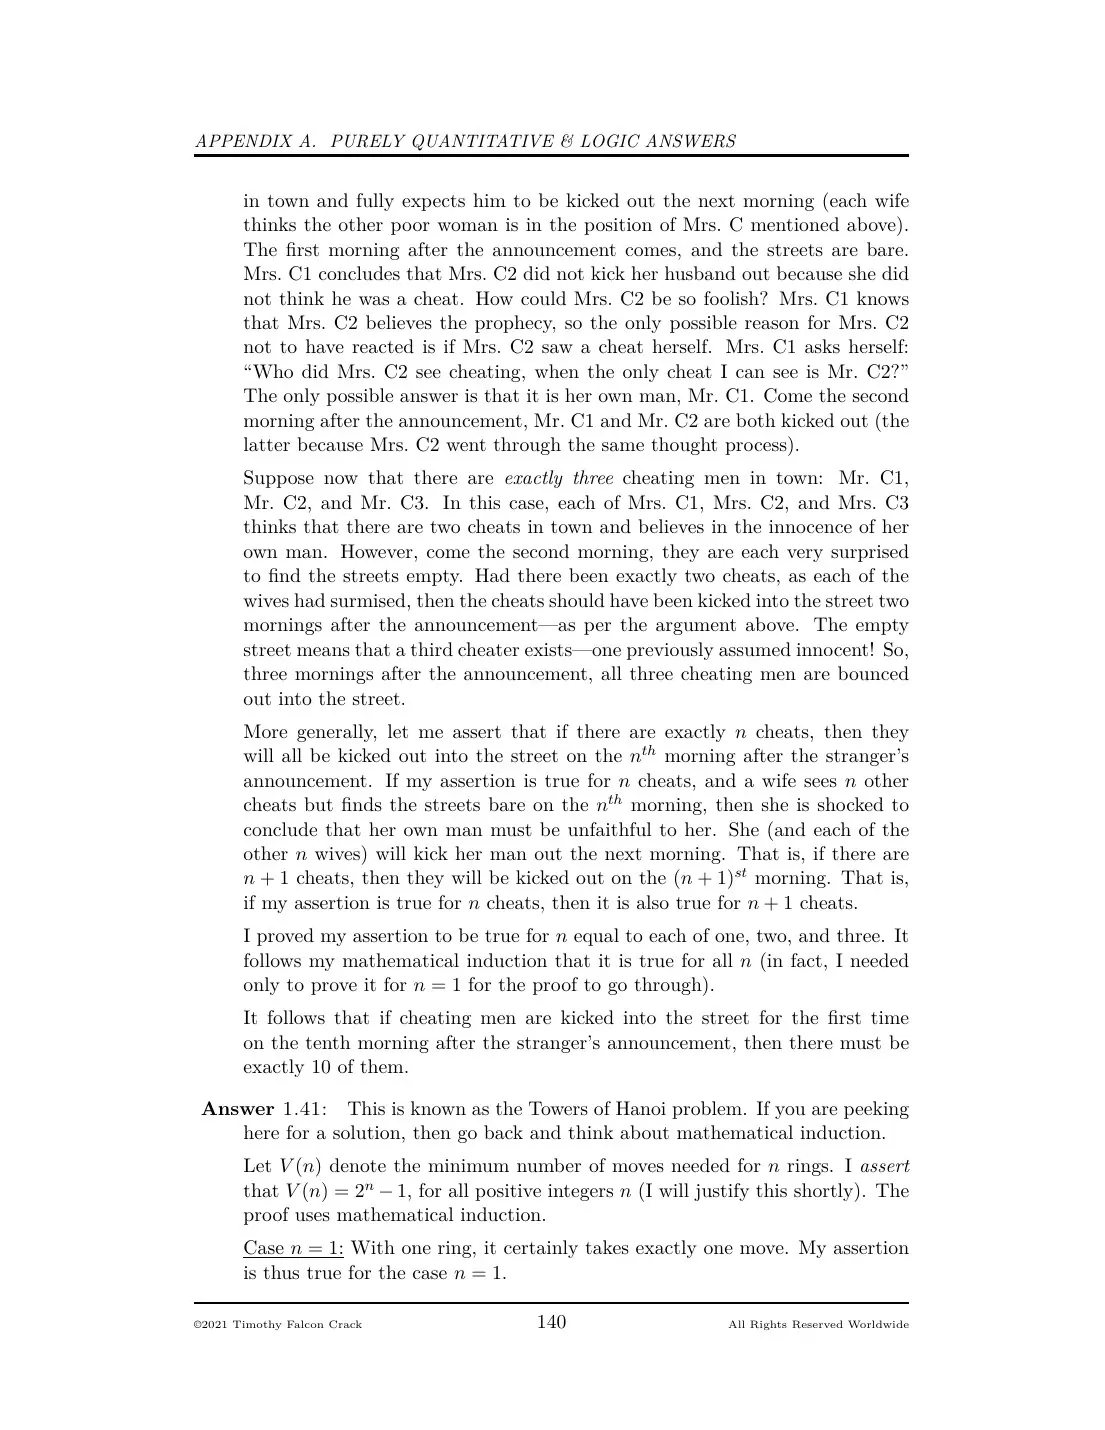 APPENDIX A. PURELY QUANTITATIVE & LOGIC ANSWERS
in town and fully expects him to be kicked out the next morning (each wife
thinks the other poor woman is in the position of Mrs. C mentioned above).
The first morning after the announcement comes, and the streets are bare.
Mrs. C1 concludes that Mrs. C2 did not kick her husband out because she did
not think he was a cheat. How could Mrs. C2 be so foolish? Mrs. C1 knows
that Mrs. C2 believes the prophecy, so the only possible reason for Mrs. C2
not to have reacted is if Mrs. C2 saw a cheat herself. Mrs. C1 asks herself:
“Who did Mrs. C2 see cheating, when the only cheat I can see is Mr. C2?”
The only possible answer is that it is her own man, Mr. C1. Come the second
morning after the announcement, Mr. C1 and Mr. C2 are both kicked out (the
latter because Mrs. C2 went through the same thought process).
Suppose now that there are exactly three cheating men in town: Mr. C1,
Mr. C2, and Mr. C3. In this case, each of Mrs. C1, Mrs. C2, and Mrs. C3
thinks that there are two cheats in town and believes in the innocence of her
own man. However, come the second morning, they are each very surprised
to find the streets empty. Had there been exactly two cheats, as each of the
wives had surmised, then the cheats should have been kicked into the street two
mornings after the announcement—as per the argument above. The empty
street means that a third cheater exists—one previously assumed innocent! So,
three mornings after the announcement, all three cheating men are bounced
out into the street.
More generally, let me assert that if there are exactly n cheats, then they
will all be kicked out into the street on the n^th morning after the stranger’s
announcement. If my assertion is true for n cheats, and a wife sees n other
cheats but finds the streets bare on the n^th morning, then she is shocked to
conclude that her own man must be unfaithful to her. She (and each of the
other n wives) will kick her man out the next morning. That is, if there are
n + 1 cheats, then they will be kicked out on the (n + 1)^st morning. That is,
if my assertion is true for n cheats, then it is also true for n + 1 cheats.
I proved my assertion to be true for n equal to each of one, two, and three. It
follows my mathematical induction that it is true for all n (in fact, I needed
only to prove it for n = 1 for the proof to go through).
It follows that if cheating men are kicked into the street for the first time
on the tenth morning after the stranger’s announcement, then there must be
exactly 10 of them.
Answer 1.41: This is known as the Towers of Hanoi problem. If you are peeking
here for a solution, then go back and think about mathematical induction.
Let V(n) denote the minimum number of moves needed for n rings. I assert
that V(n) = 2^n − 1, for all positive integers n (I will justify this shortly). The
proof uses mathematical induction.
Case n = 1: With one ring, it certainly takes exactly one move. My assertion
is thus true for the case n = 1.
©2021 Timothy Falcon Crack 140 All Rights Reserved Worldwide